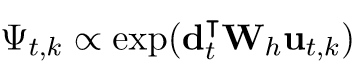 Ψ_{t,k} ∝ exp(𝐝_t^⊺ 𝐖_h 𝐮_{t,k})